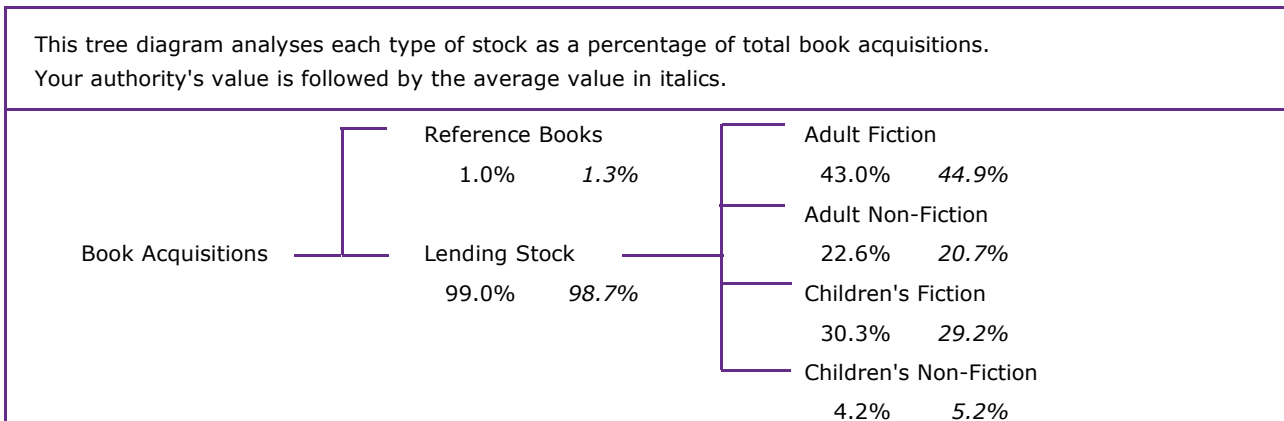 This tree diagram analyses each type of stock as a percentage of total book acquisitions.
Your authority's value is followed by the average value in italics.
Reference Books
1.0% 1.3%
Book Acquisitions
Lending Stock
99.0% 98.7%
Adult Fiction
43.0% 44.9%
Adult Non-Fiction
22.6% 20.7%
Children's Fiction
30.3% 29.2%
Children's Non-Fiction
4.2% 5.2%